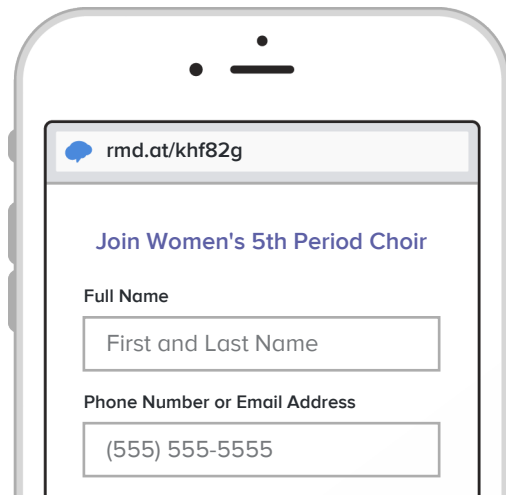 rmd.at/khf82g
Join Women's 5th Period Choir
Full Name
First and Last Name
Phone Number or Email Address
(555) 555-5555